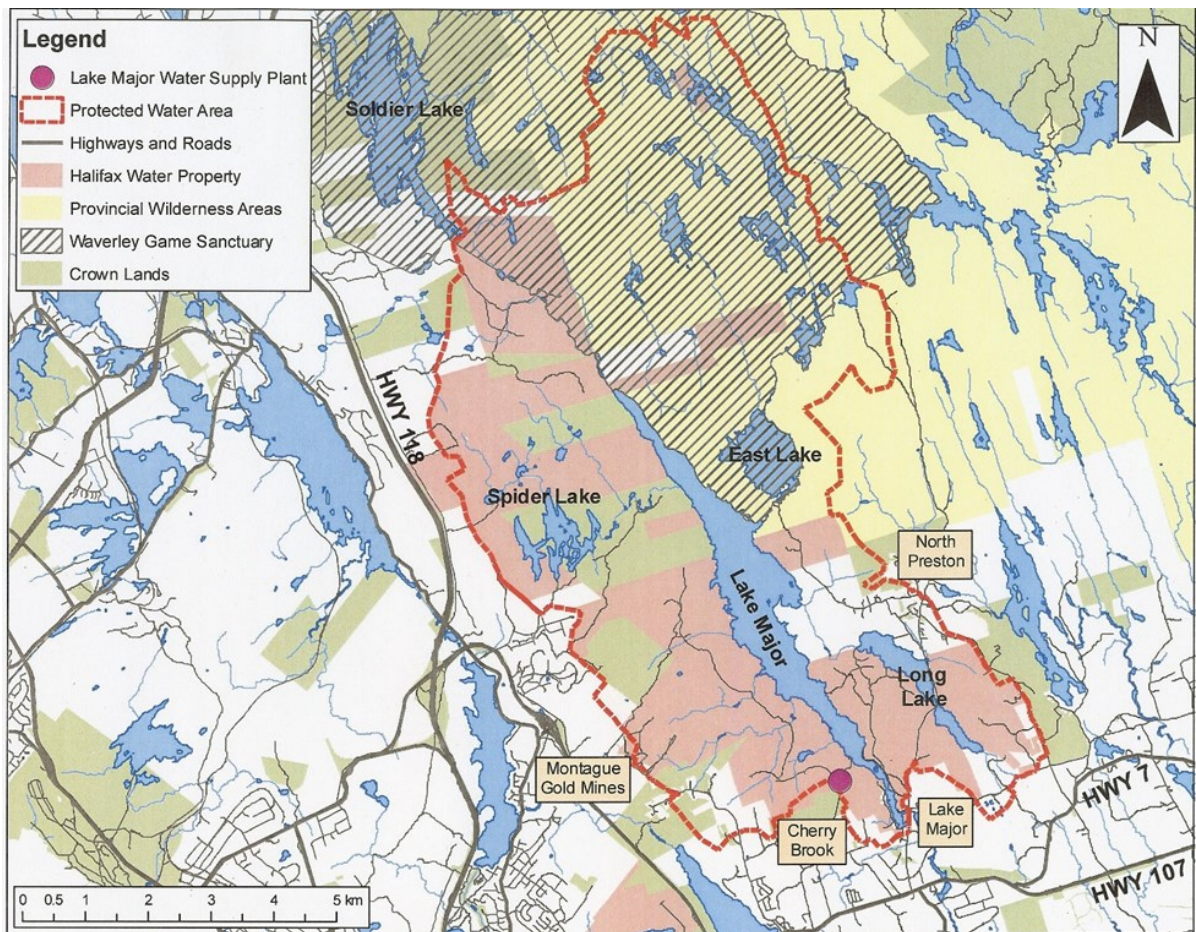 Legend
Lake Major Water Supply Plant
Protected Water Area
Highways and Roads
Halifax Water Property
Provincial Wilderness Areas
Waverley Game Sanctuary
Crown Lands
N
Soldier Lake
HWY 118
East Lake
Spider Lake
North
Preston
Lake Major
Long
Lake
Montague
Gold Mines
HWY 7
Lake
Major
Cherry
Brook
HWY 107
0 0.5 1 2 3 4 5 km